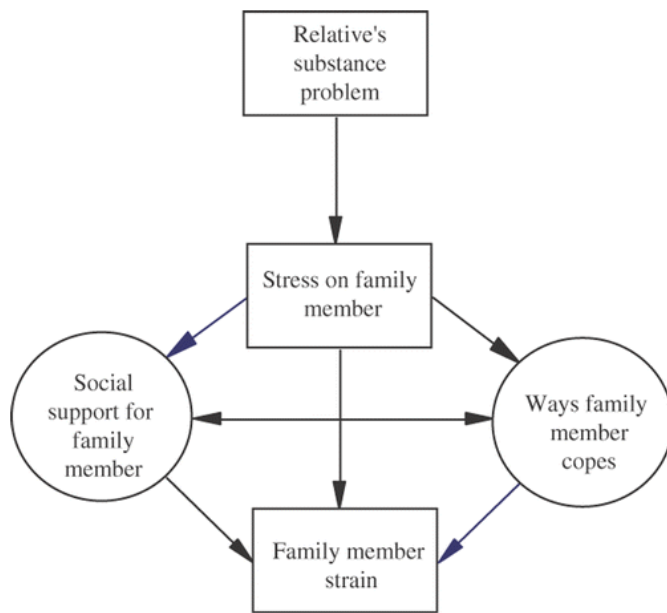 Relative's
substance
problem
Stress on family
member
Social
support for
family
member
Ways family
member
copes
Family member
strain